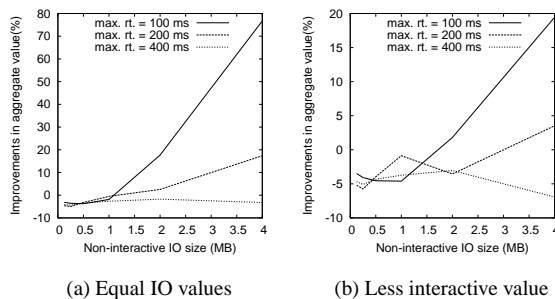 Improvements in aggregate value(%)
80
70
60
50
40
30
20
10
0
-10
max. rt. = 100 ms
max. rt. = 200 ms
max. rt. = 400 ms
0 0.5 1 1.5 2 2.5 3 3.5 4
Non-interactive IO size (MB)
(a) Equal IO values
Improvements in aggregate value(%)
20
15
10
5
0
-5
-10
max. rt. = 100 ms
max. rt. = 200 ms
max. rt. = 400 ms
0 0.5 1 1.5 2 2.5 3 3.5 4
Non-interactive IO size (MB)
(b) Less interactive value